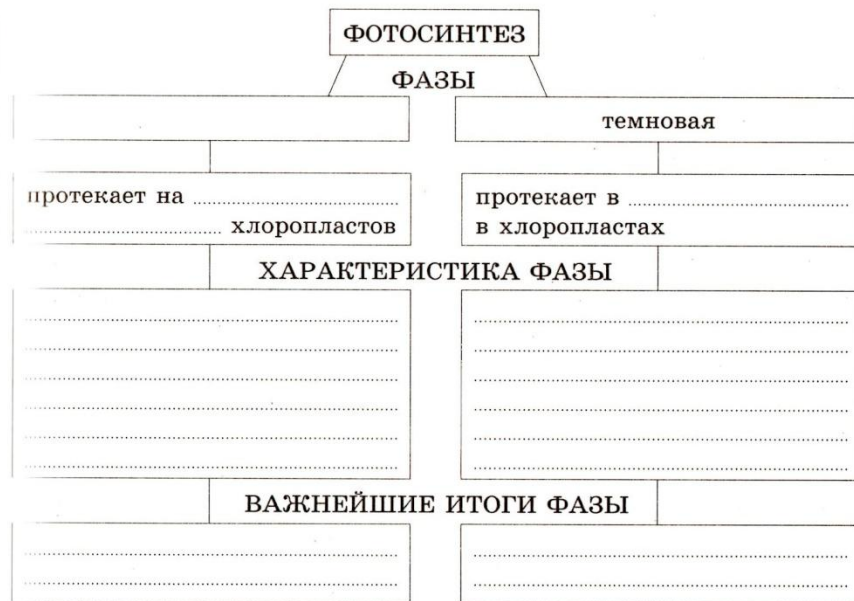 ФОТОСИНТЕЗ
ФАЗЫ
темновая
протекает на ........................
........................ хлоропластов
протекает в ........................
в хлоропластах
ХАРАКТЕРИСТИКА ФАЗЫ
ВАЖНЕЙШИЕ ИТОГИ ФАЗЫ